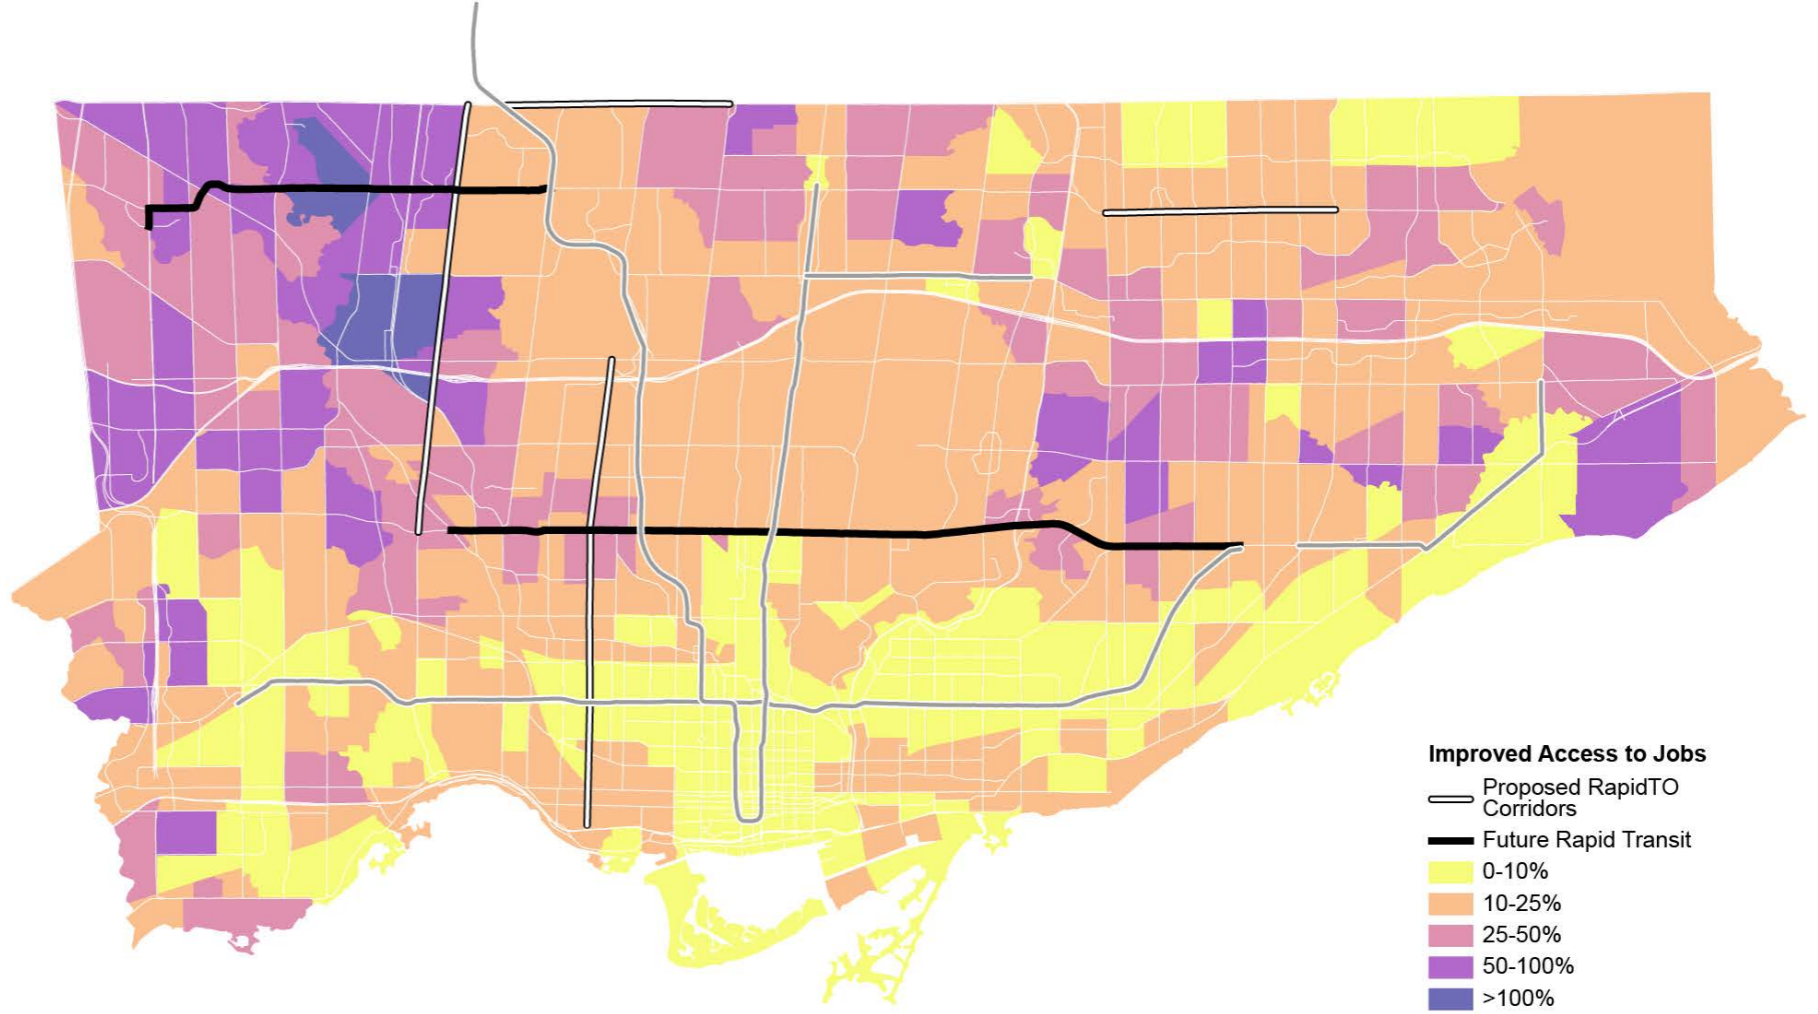 Improved Access to Jobs
Proposed RapidTO
Corridors
Future Rapid Transit
0-10%
10-25%
25-50%
50-100%
>100%